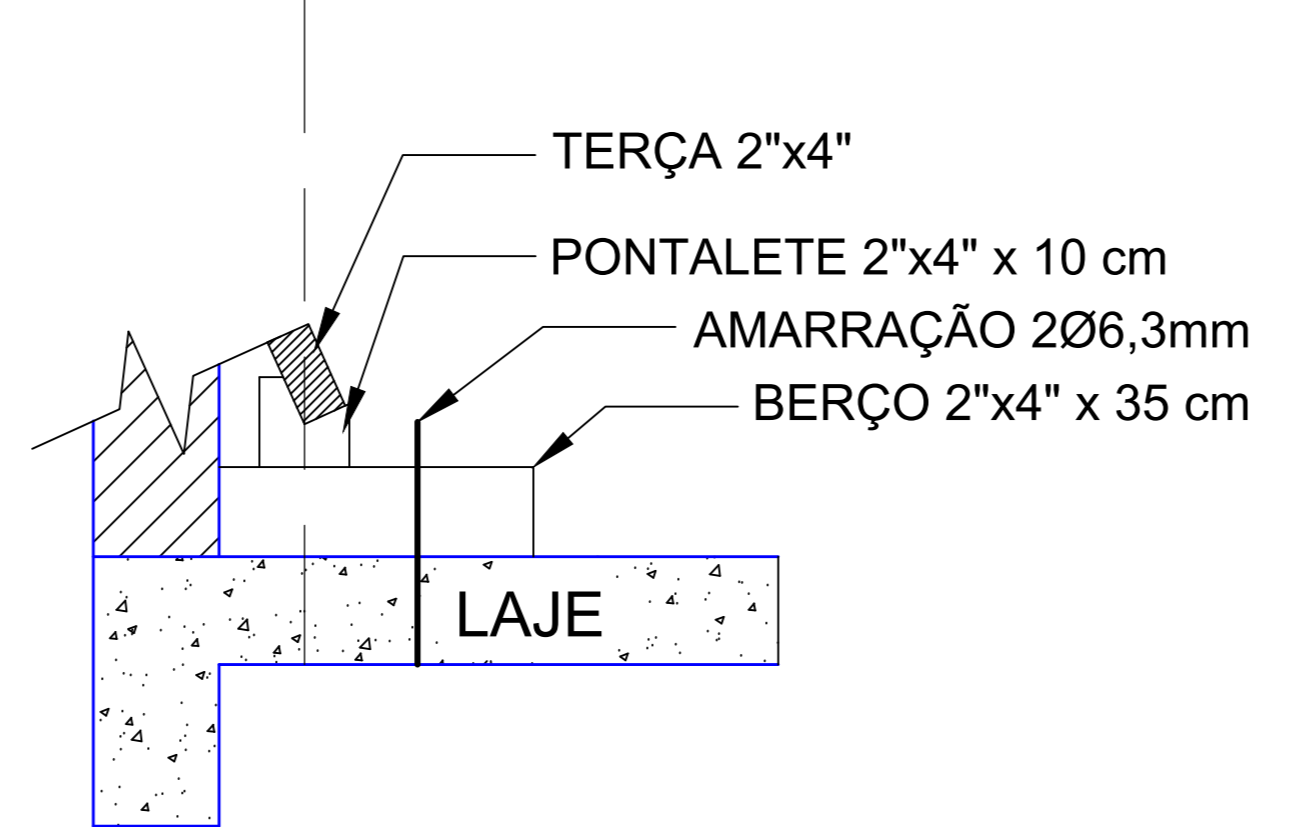 TERÇA 2"x4"
PONTALETE 2"x4" x 10 cm
AMARRAÇÃO 2Ø6,3mm
BERÇO 2"x4" x 35 cm
LAJE